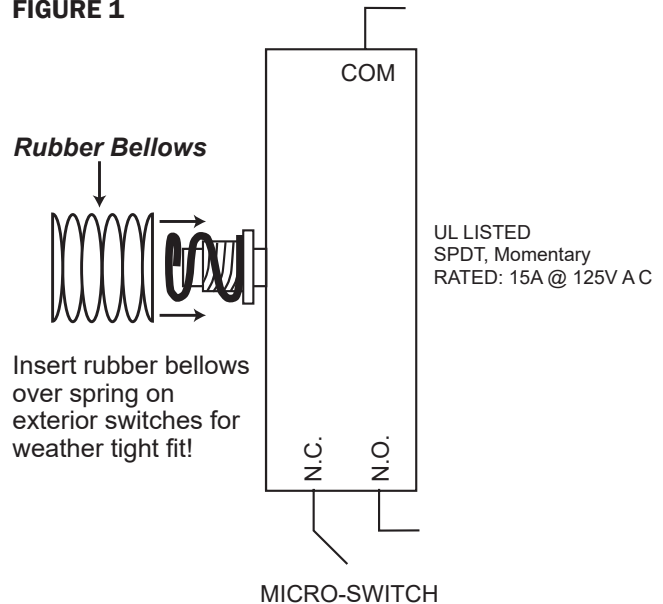 FIGURE 1
COM
Rubber Bellows
UL LISTED
SPDT, Momentary
RATED: 15A @ 125V A C
Insert rubber bellows
over spring on
exterior switches for
weather tight fit!
N.C.
N.O.
MICRO-SWITCH